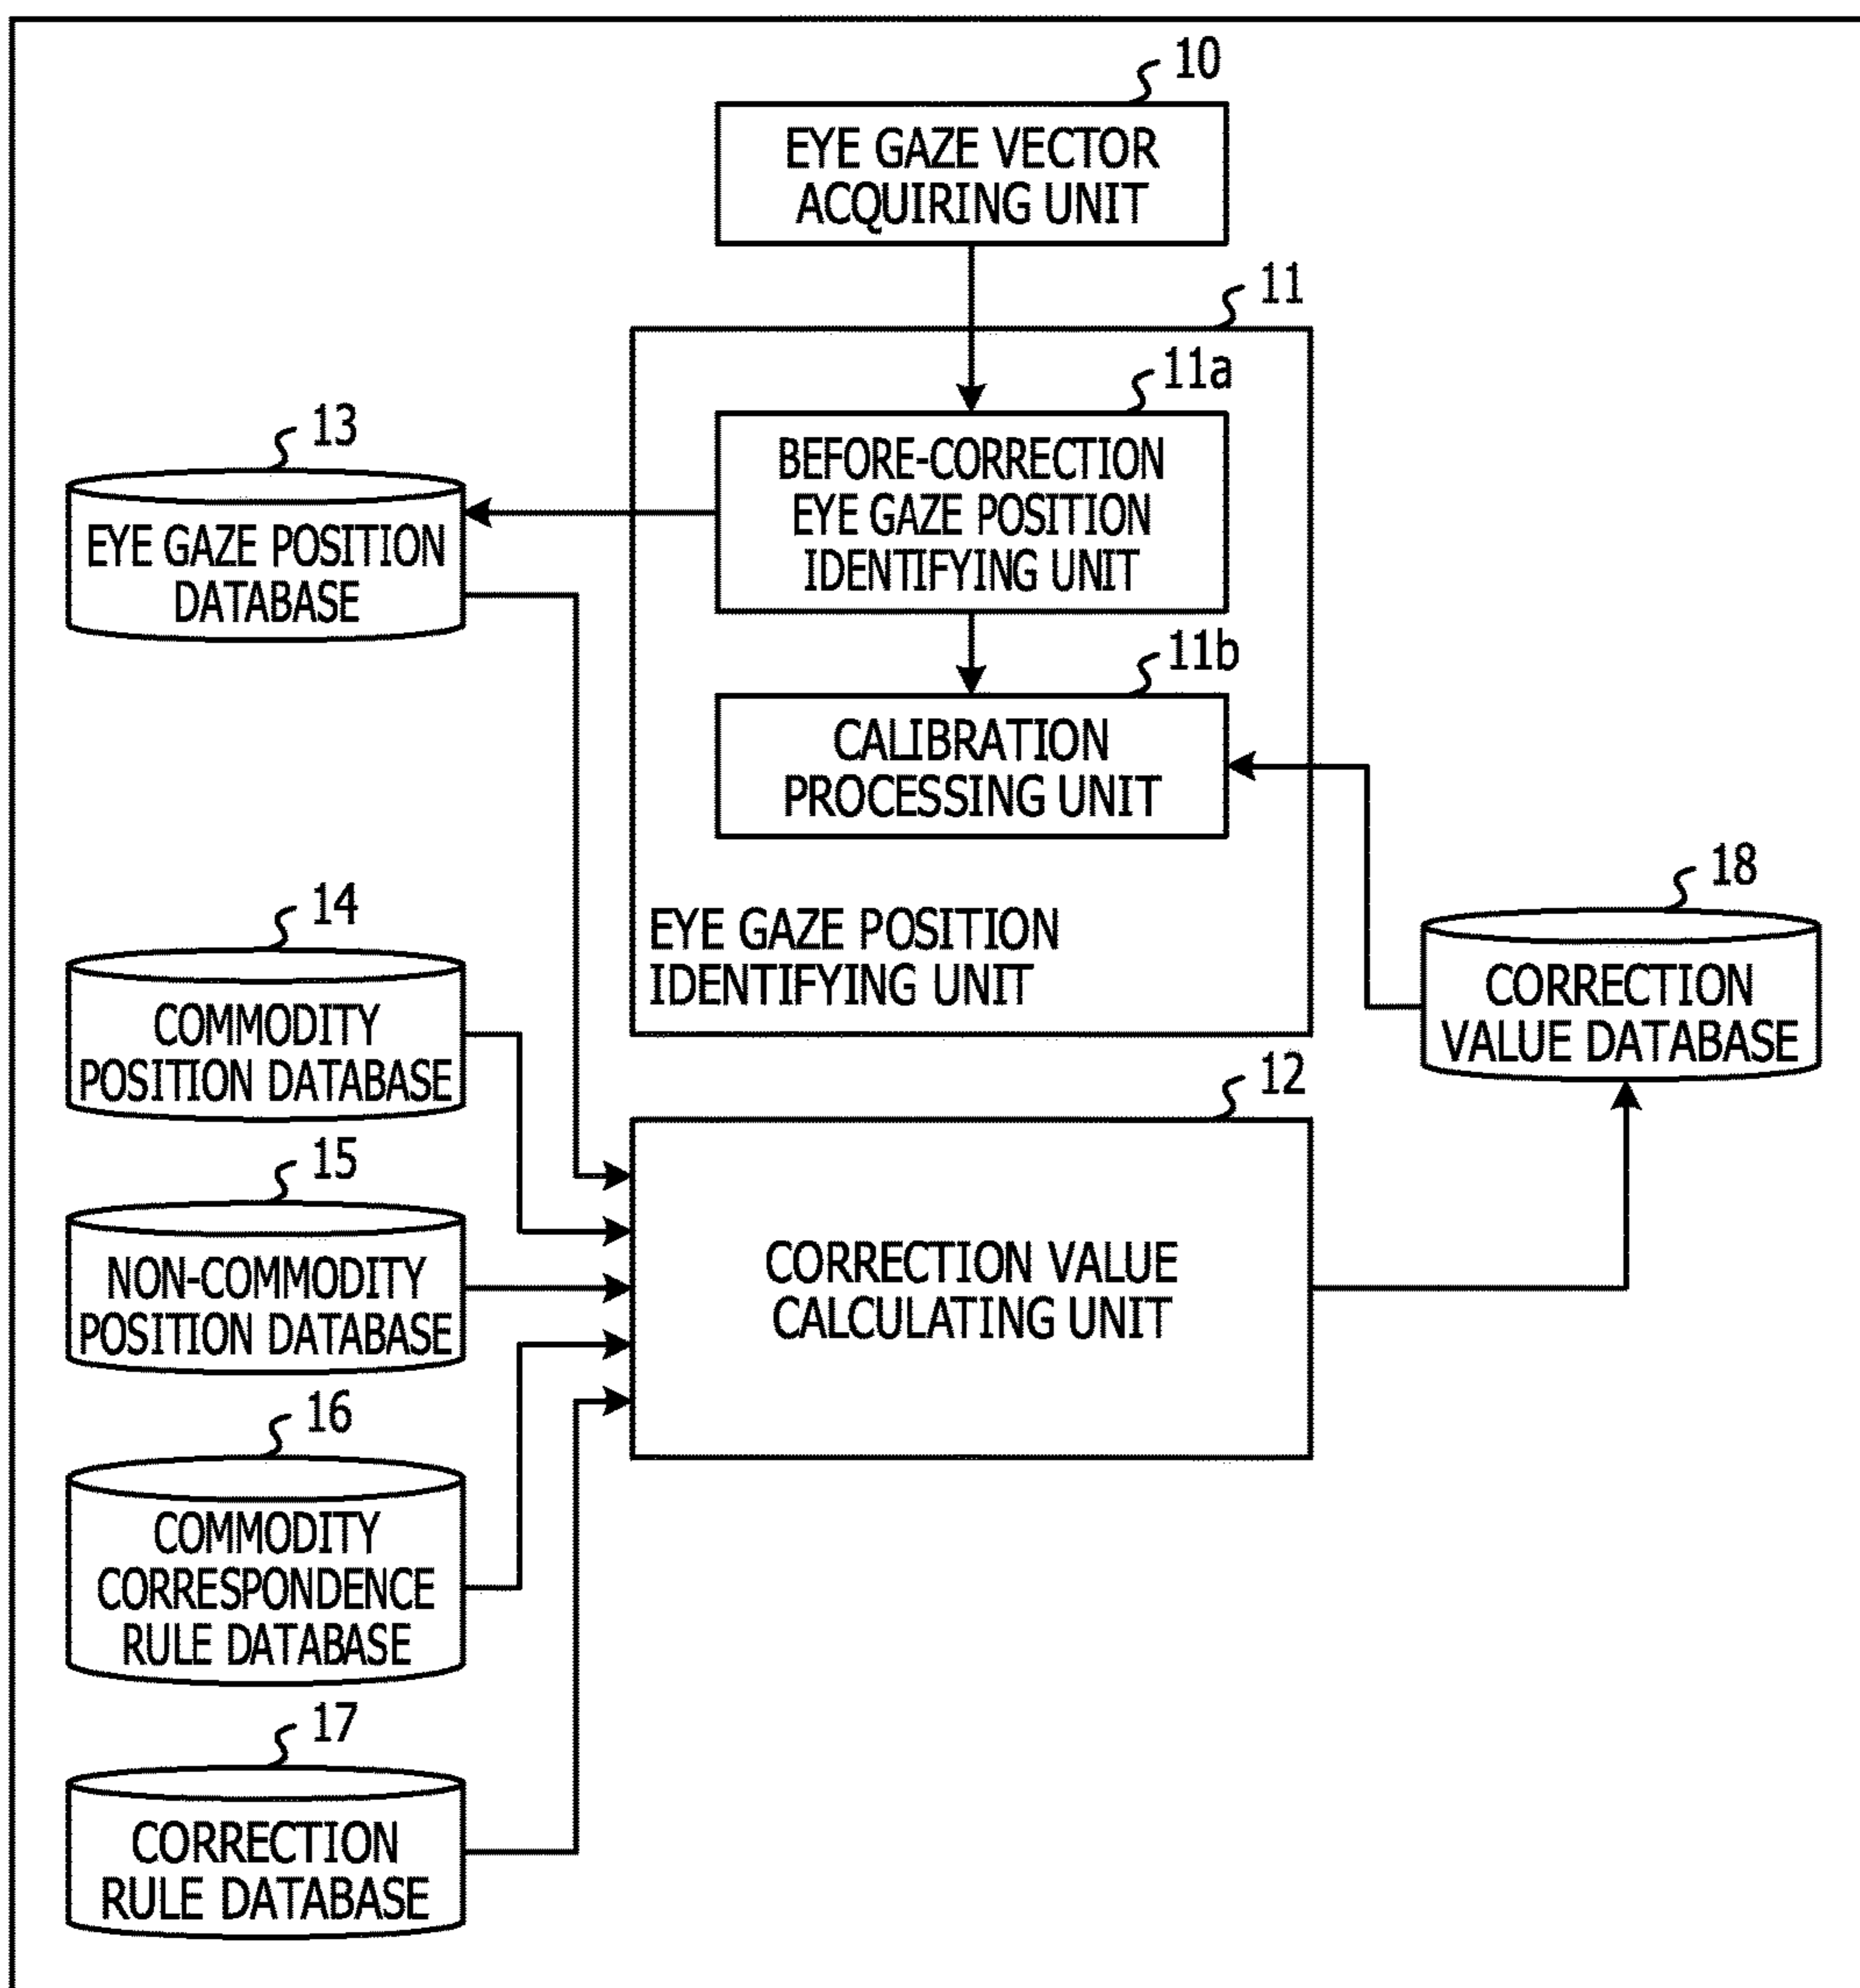 10
EYE GAZE VECTOR
ACQUIRING UNIT
11
11a
BEFORE-CORRECTION
EYE GAZE POSITION
IDENTIFYING UNIT
13
EYE GAZE POSITION
DATABASE
11b
CALIBRATION
PROCESSING UNIT
EYE GAZE POSITION
IDENTIFYING UNIT
18
CORRECTION
VALUE DATABASE
14
COMMODITY
POSITION DATABASE
12
CORRECTION VALUE
CALCULATING UNIT
15
NON-COMMODITY
POSITION DATABASE
16
COMMODITY
CORRESPONDENCE
RULE DATABASE
17
CORRECTION
RULE DATABASE